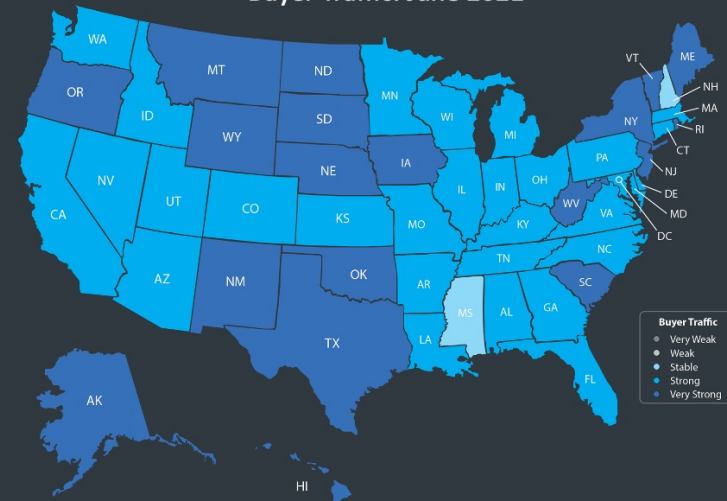 WA
MT
ND
OR
ID
SD
WY
MN
WI
MI
VT
ME
NH
MA
NY
RI
CT
NJ
NE
IA
PA
DE
MD
DC
NV
UT
CO
CA
KS
IL
IN
OH
WV
VA
MO
KY
NC
TN
AZ
NM
OK
AR
SC
MS
AL
GA
TX
LA
FL
AK
HI
Buyer Traffic
Very Weak
Weak
Stable
Strong
Very Strong